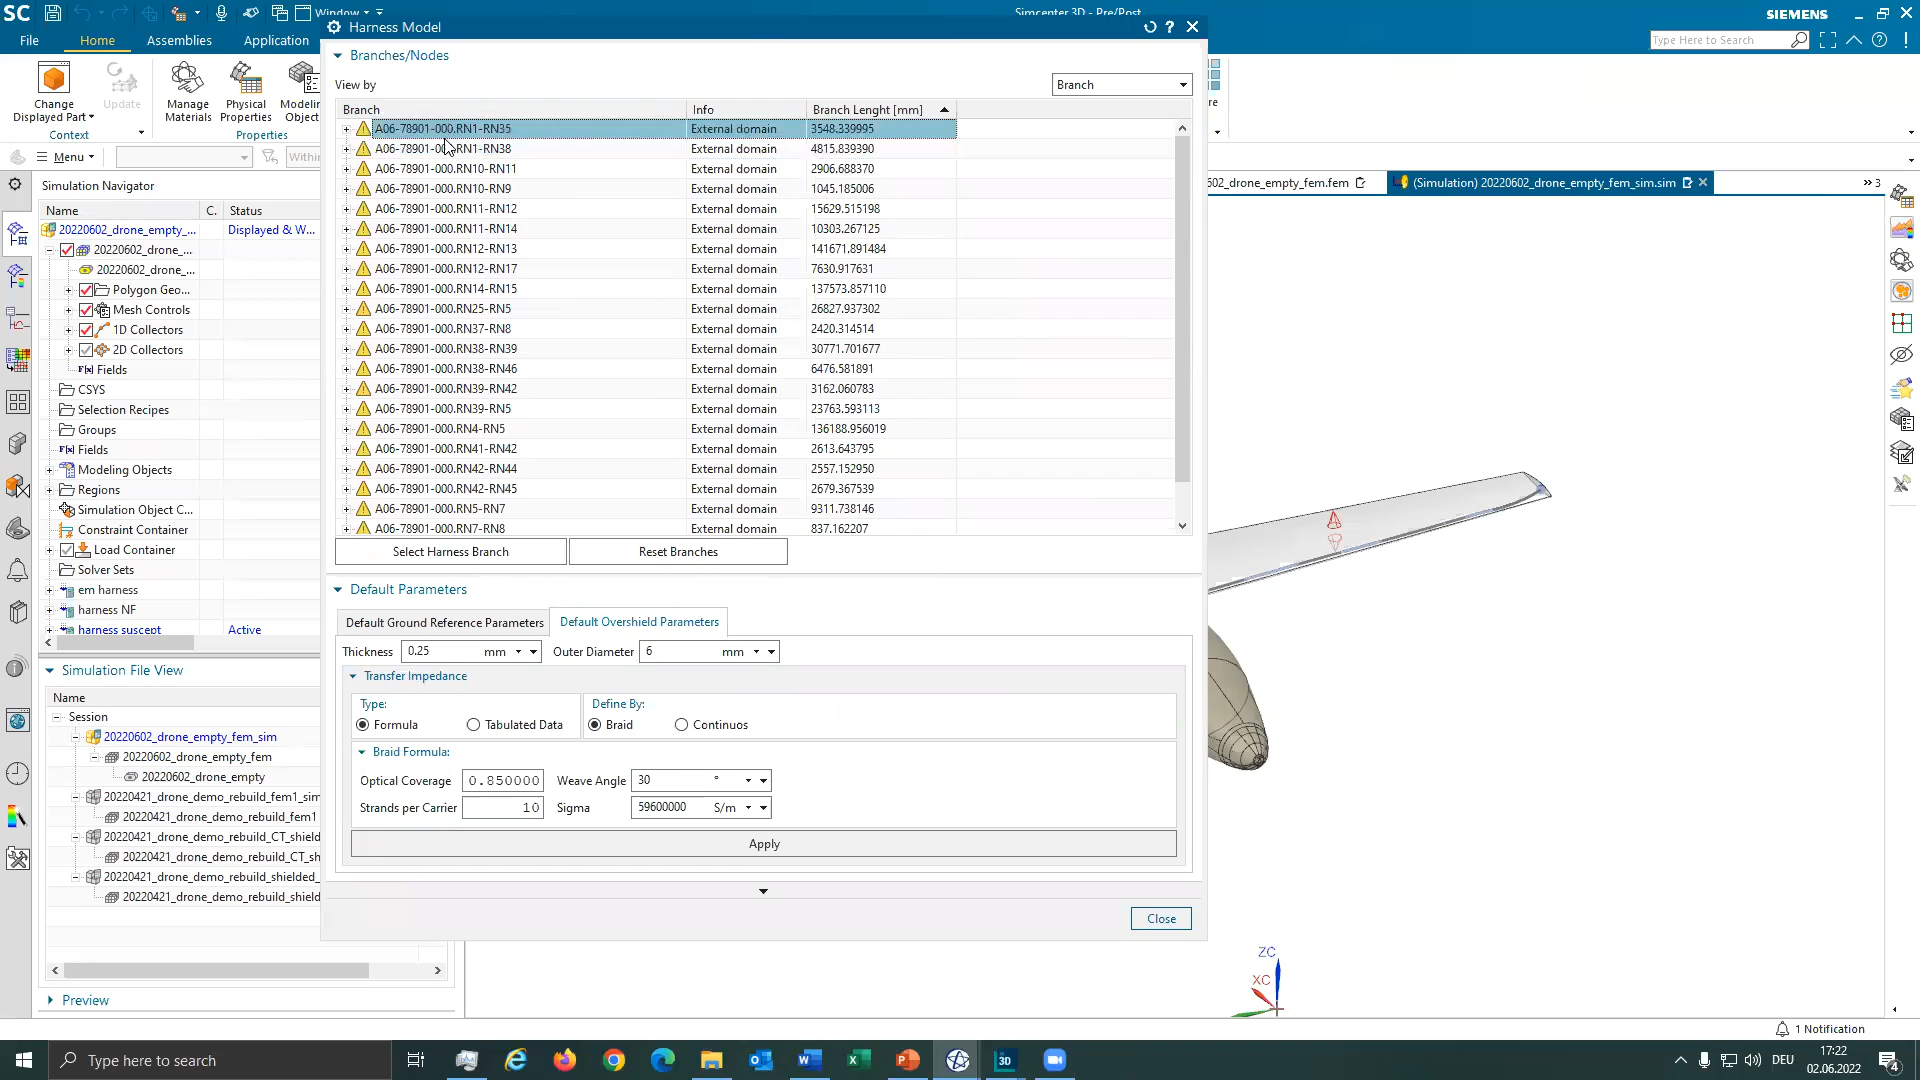 SC
Window
Simcenter 3D - Pre/Post
SIEMENS
File
Home
Assemblies
Application
Type Here to Search
Change
Displayed Part
Update
Manage
Materials
Physical
Properties
Context
Properties
Menu
Harness Model
Branches/Nodes
View by
Branch
Branch Info Branch Lenght [mm]
A06-78901-000.RN1-RN35 External domain 3548.339995
A06-78901-000.RN1-RN38 External domain 4815.839390
A06-78901-000.RN10-RN11 External domain 2906.688370
A06-78901-000.RN10-RN9 External domain 1045.185006
A06-78901-000.RN11-RN12 External domain 15629.515198
A06-78901-000.RN11-RN14 External domain 10303.267125
A06-78901-000.RN12-RN13 External domain 141671.891484
A06-78901-000.RN12-RN17 External domain 7630.917631
A06-78901-000.RN14-RN15 External domain 137573.857110
A06-78901-000.RN25-RN5 External domain 26827.937302
A06-78901-000.RN37-RN8 External domain 2420.314514
A06-78901-000.RN38-RN39 External domain 30771.701677
A06-78901-000.RN38-RN46 External domain 6476.581891
A06-78901-000.RN39-RN42 External domain 3162.060783
A06-78901-000.RN39-RN5 External domain 23763.593113
A06-78901-000.RN4-RN5 External domain 136188.956019
A06-78901-000.RN41-RN42 External domain 2613.643795
A06-78901-000.RN42-RN44 External domain 2557.152950
A06-78901-000.RN42-RN45 External domain 2679.367539
A06-78901-000.RN5-RN7 External domain 9311.738146
A06-78901-000.RN7-RN8 External domain 837.162207
Select Harness Branch
Reset Branches
Default Parameters
Default Ground Reference Parameters
Default Overshield Parameters
Thickness 0.25 mm Outer Diameter 6 mm
Transfer Impedance
Type:
Formula
Tabulated Data
Define By:
Braid
Continuos
Braid Formula:
Optical Coverage 0.850000 Weave Angle 30 °
Strands per Carrier 10 Sigma 59600000 S/m
Apply
Close
Simulation Navigator
Name C. Status
20220602_drone_empty_... Displayed & W...
20220602_drone_...
20220602_drone_...
Polygon Geo...
Mesh Controls
1D Collectors
2D Collectors
F(x) Fields
CSYS
Selection Recipes
Groups
F(x) Fields
Modeling Objects
Regions
Simulation Object C...
Constraint Container
Load Container
Solver Sets
em harness
harness NF
harness suscept Active
Simulation File View
Name
Session
20220602_drone_empty_fem_sim
20220602_drone_empty_fem
20220602_drone_empty
20220421_drone_demo_rebuild_fem1_sim
20220421_drone_demo_rebuild_fem1
20220421_drone_demo_rebuild_CT_shield
20220421_drone_demo_rebuild_CT_sh
20220421_drone_demo_rebuild_shielded_
20220421_drone_demo_rebuild_shield
Preview
02_drone_empty_fem.fem
(Simulation) 20220602_drone_empty_fem_sim.sim
3
ZC
XC
1 Notification
Type here to search
3D
DEU
17:22
02.06.2022
4